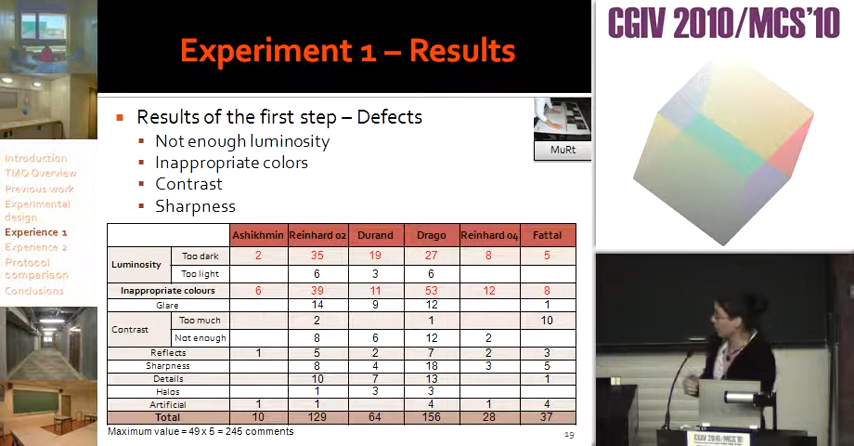 Experiment 1 – Results
CGIV 2010/MCS'10
Results of the first step – Defects
Not enough luminosity
Inappropriate colors
Contrast
Sharpness
MuRt
Introduction
TMO Overview
Previous work
Experimental
design
Experience 1
Experience 2
Protocol
comparison
Conclusions
Ashikhmin Reinhard 02 Durand Drago Reinhard 04 Fattal
Luminosity Too dark 2 35 19 27 8 5
Too light 6 3 6
Inappropriate colours 6 39 11 53 12 8
Glare 14 9 12 1
Contrast Too much 2 1 10
Not enough 8 6 12 2
Reflects 1 5 2 7 2 3
Sharpness 8 4 18 3 5
Details 10 7 13 1
Halos 1 3 3
Artificial 1 1 4 1 4
Total 10 129 64 156 28 37
Maximum value = 49 x 5 = 245 comments
19
CGIV 2010/MCS'10